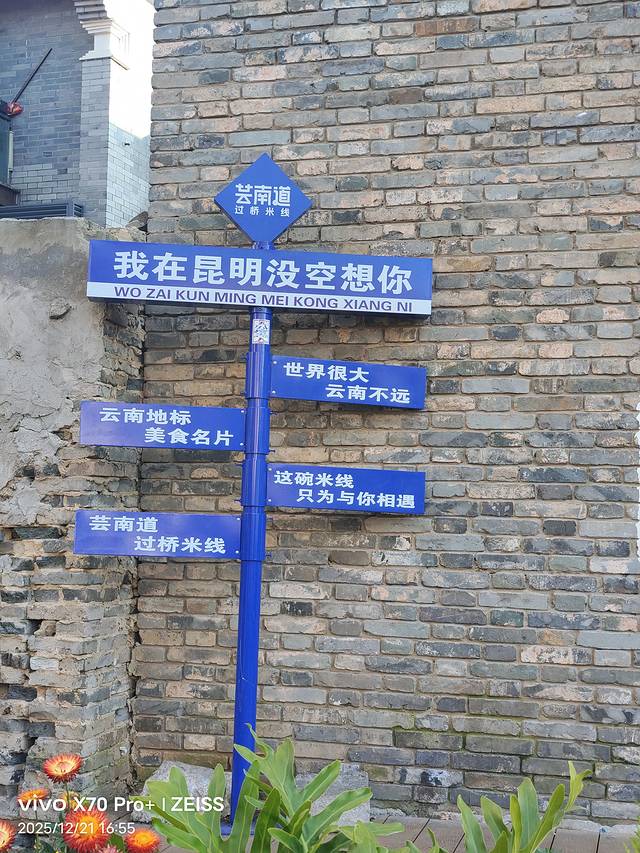 芸南道
过桥米线
我在昆明没空想你
WO ZAI KUN MING MEI KONG XIANG NI
世界很大
云南不远
云南地标
美食名片
这碗米线
只为与你相遇
芸南道
过桥米线
vivo X70 Pro+ | ZEISS
2025/12/21 16:55